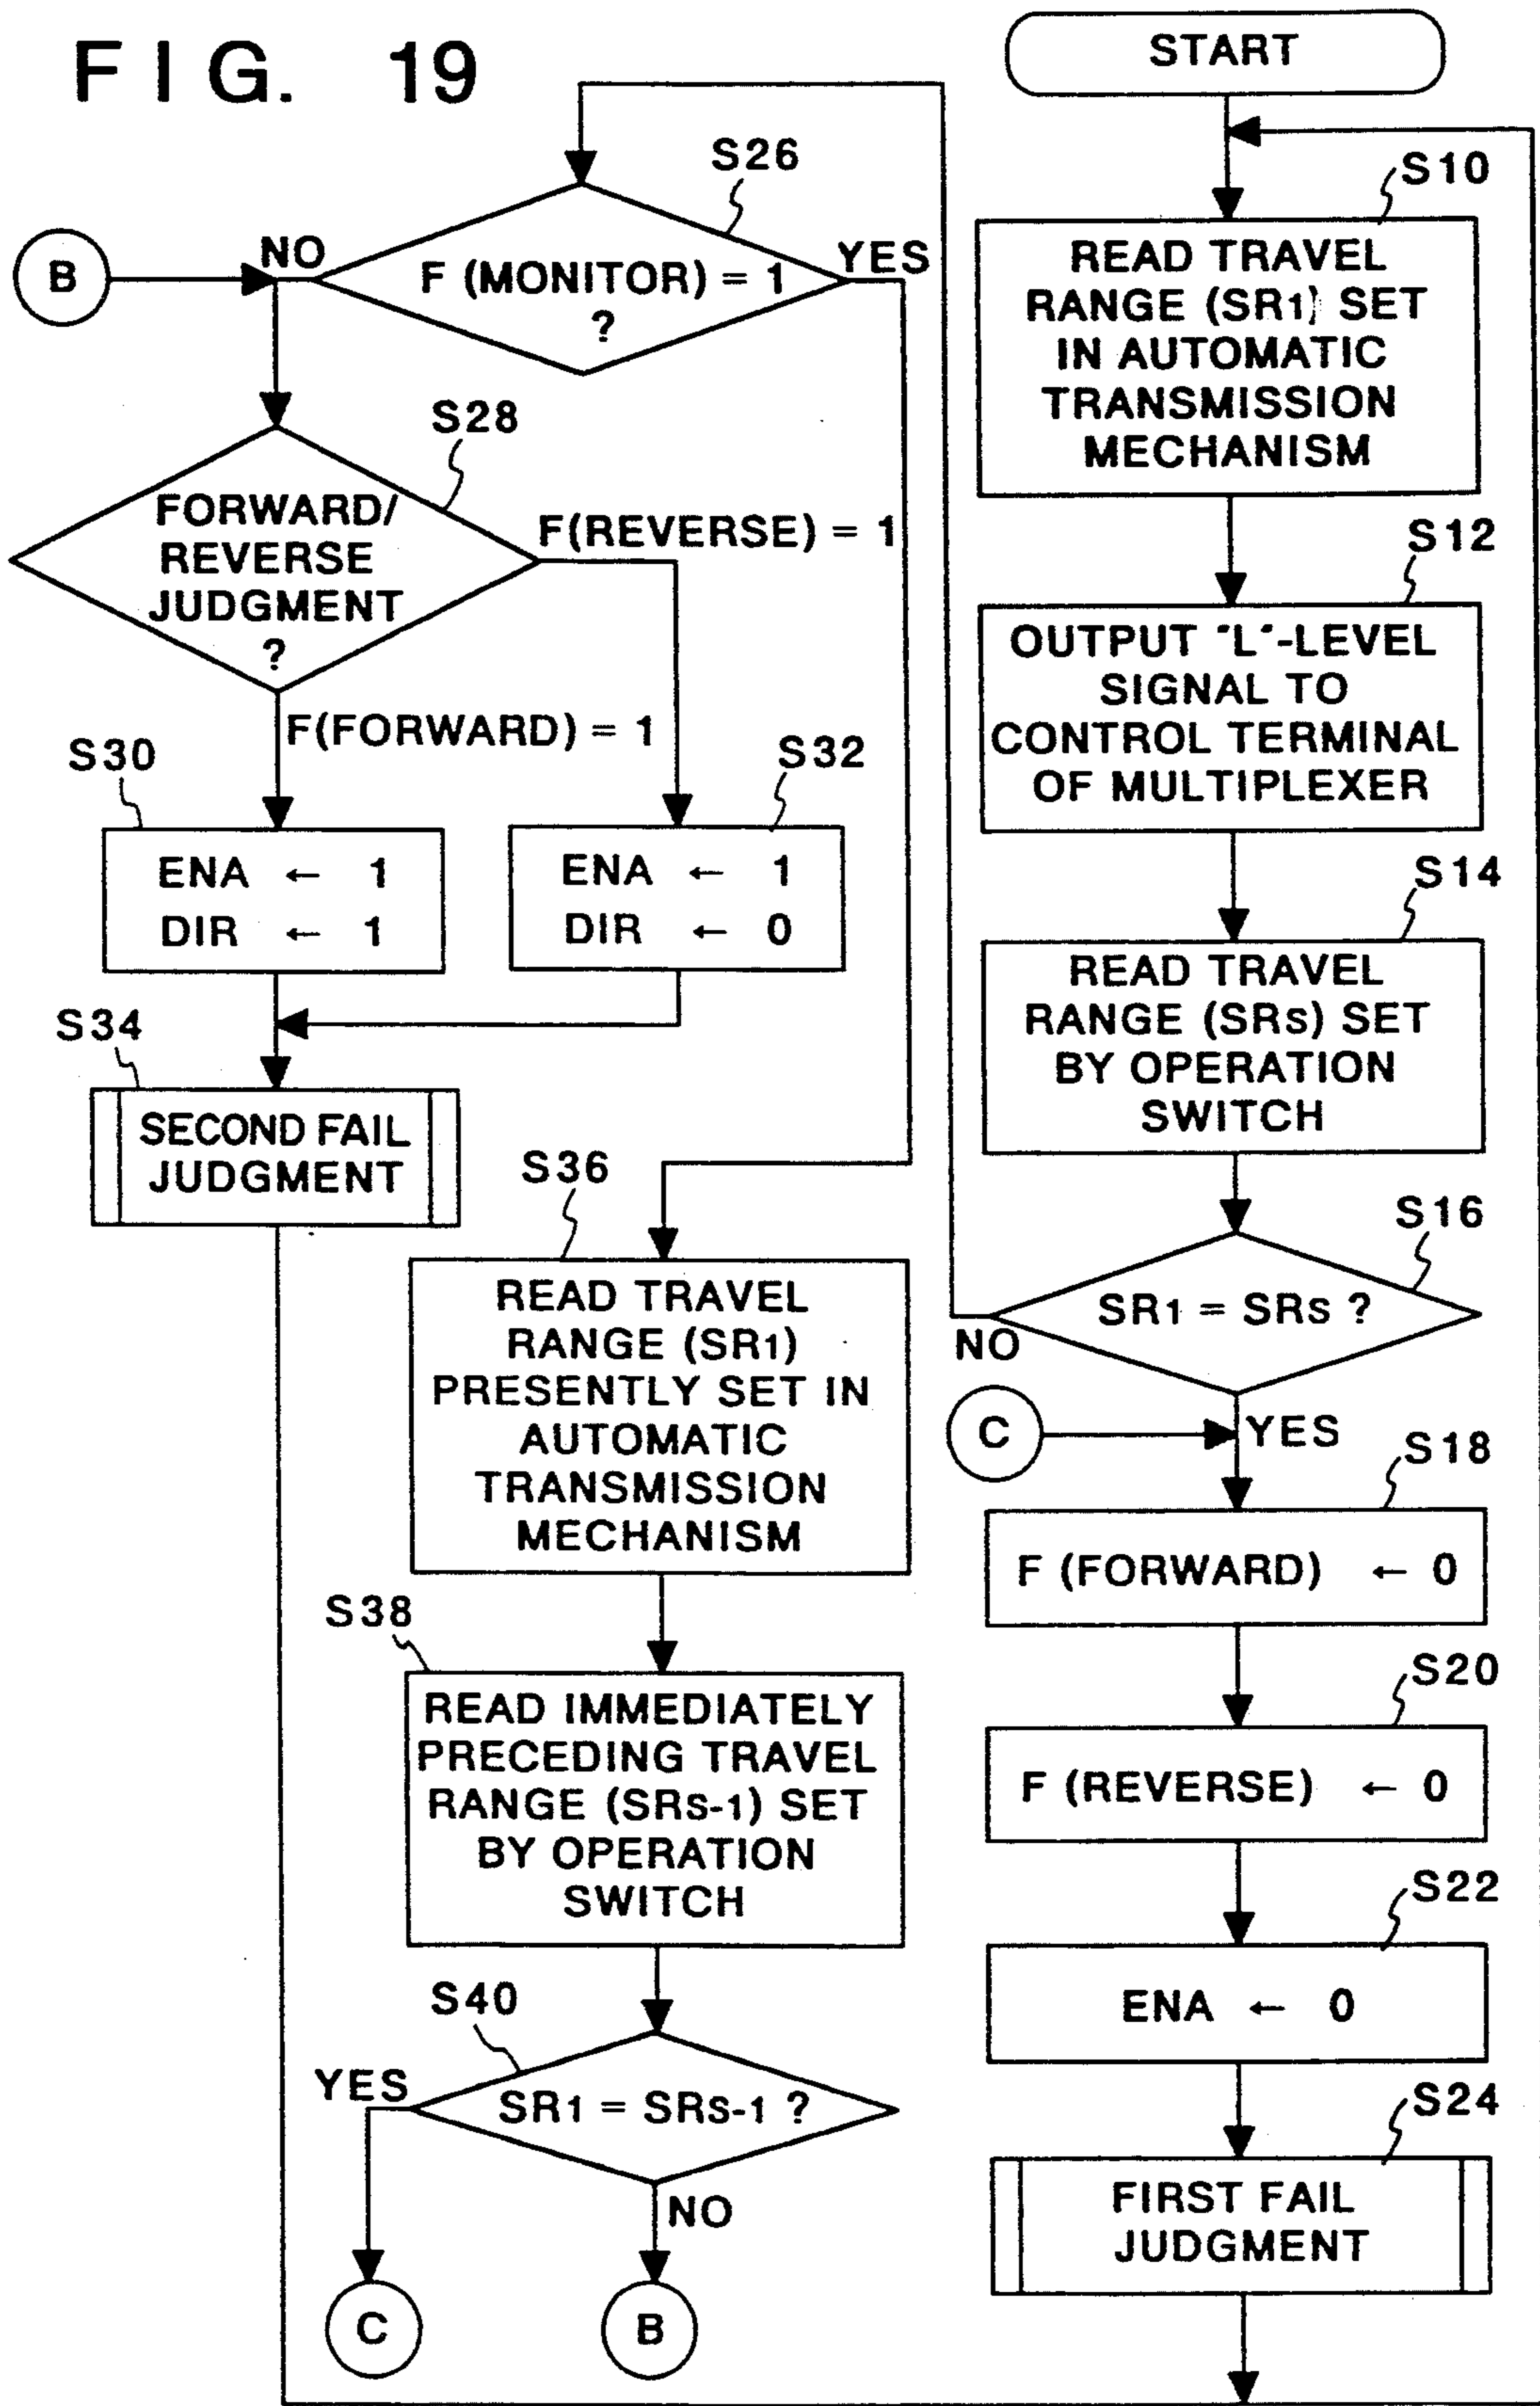 FIG. 19
START
S10
READ TRAVEL
RANGE (SR1) SET
IN AUTOMATIC
TRANSMISSION
MECHANISM
S12
OUTPUT "L"-LEVEL
SIGNAL TO
CONTROL TERMINAL
OF MULTIPLEXER
S14
READ TRAVEL
RANGE (SRS) SET
BY OPERATION
SWITCH
S16
SR1 = SRS ?
NO
YES
C
S18
F (FORWARD) ← 0
S20
F (REVERSE) ← 0
S22
ENA ← 0
S24
FIRST FAIL
JUDGMENT
S26
F (MONITOR) = 1
?
NO
YES
B
S28
FORWARD/
REVERSE
JUDGMENT
?
F(REVERSE) = 1
F(FORWARD) = 1
S30
ENA ← 1
DIR ← 1
S32
ENA ← 1
DIR ← 0
S34
SECOND FAIL
JUDGMENT
S36
READ TRAVEL
RANGE (SR1)
PRESENTLY SET IN
AUTOMATIC
TRANSMISSION
MECHANISM
S38
READ IMMEDIATELY
PRECEDING TRAVEL
RANGE (SRS-1) SET
BY OPERATION
SWITCH
S40
SR1 = SRS-1 ?
YES
NO
C
B